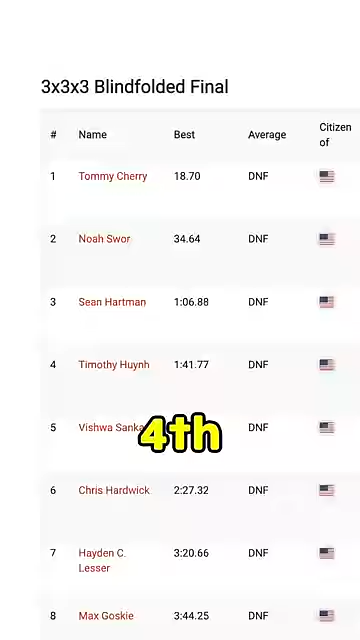 3x3x3 Blindfolded Final
# Name Best Average Citizen of
1 Tommy Cherry 18.70 DNF
2 Noah Swor 34.64 DNF
3 Sean Hartman 1:06.88 DNF
4 Timothy Huynh 1:41.77 DNF
5 Vishwa DNF
4th
6 Chris Hardwick 2:27.32 DNF
7 Hayden C. Lesser 3:20.66 DNF
8 Max Goskie 3:44.25 DNF